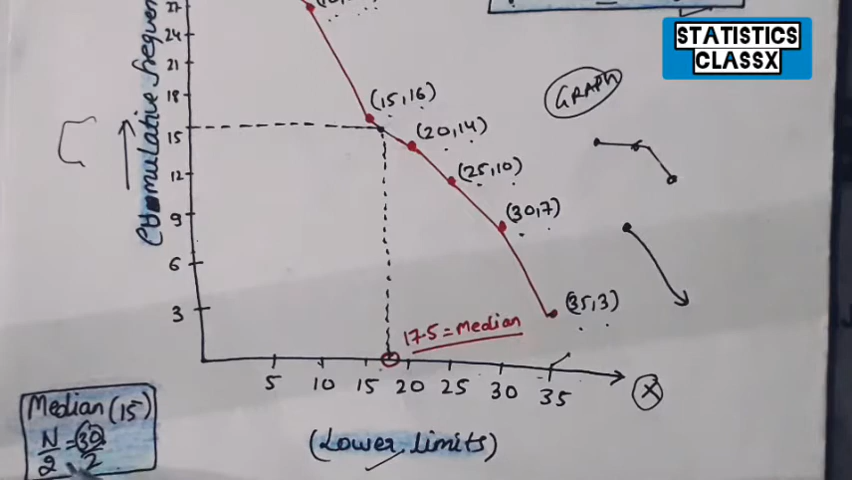 STATISTICS
CLASSX
GRAPH
Cumulative frequen
27
24
21
18
15
12
9
6
3
(15,16)
(20,14)
(25,10)
(30,7)
(35,3)
17.5=Median
5 10 15 20 25 30 35
X
(Lower limits)
Median (15)
N/2 = 30/2